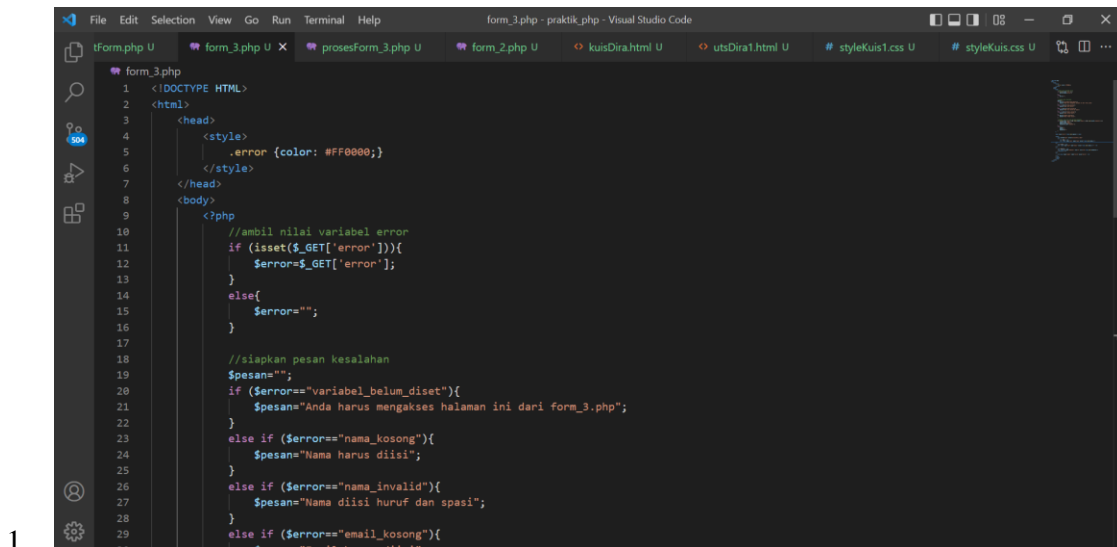 File Edit Selection View Go Run Terminal Help form_3.php - praktik_php - Visual Studio Code
tForm.php U form_3.php U prosesForm_3.php U form_2.php U kuisDira.html U utsDira1.html U styleKuis1.css U styleKuis.css U
form_3.php
1 <!DOCTYPE HTML>
2 <html>
3 <head>
504
4 <style>
5 .error {color: #FF0000;}
6 </style>
7 </head>
8 <body>
9 <?php
10 //ambil nilai variabel error
11 if (isset($_GET['error'])){
12 $error=$_GET['error'];
13 }
14 else{
15 $error="";
16 }
17
18 //siapkan pesan kesalahan
19 $pesan="";
20 if ($error=="variabel_belum_diset"){
21 $pesan="Anda harus mengakses halaman ini dari form_3.php";
22 }
23 else if ($error=="nama_kosong"){
24 $pesan="Nama harus diisi";
25 }
26 else if ($error=="nama_invalid"){
27 $pesan="Nama diisi huruf dan spasi";
28 }
29 else if ($error=="email_kosong"){
1